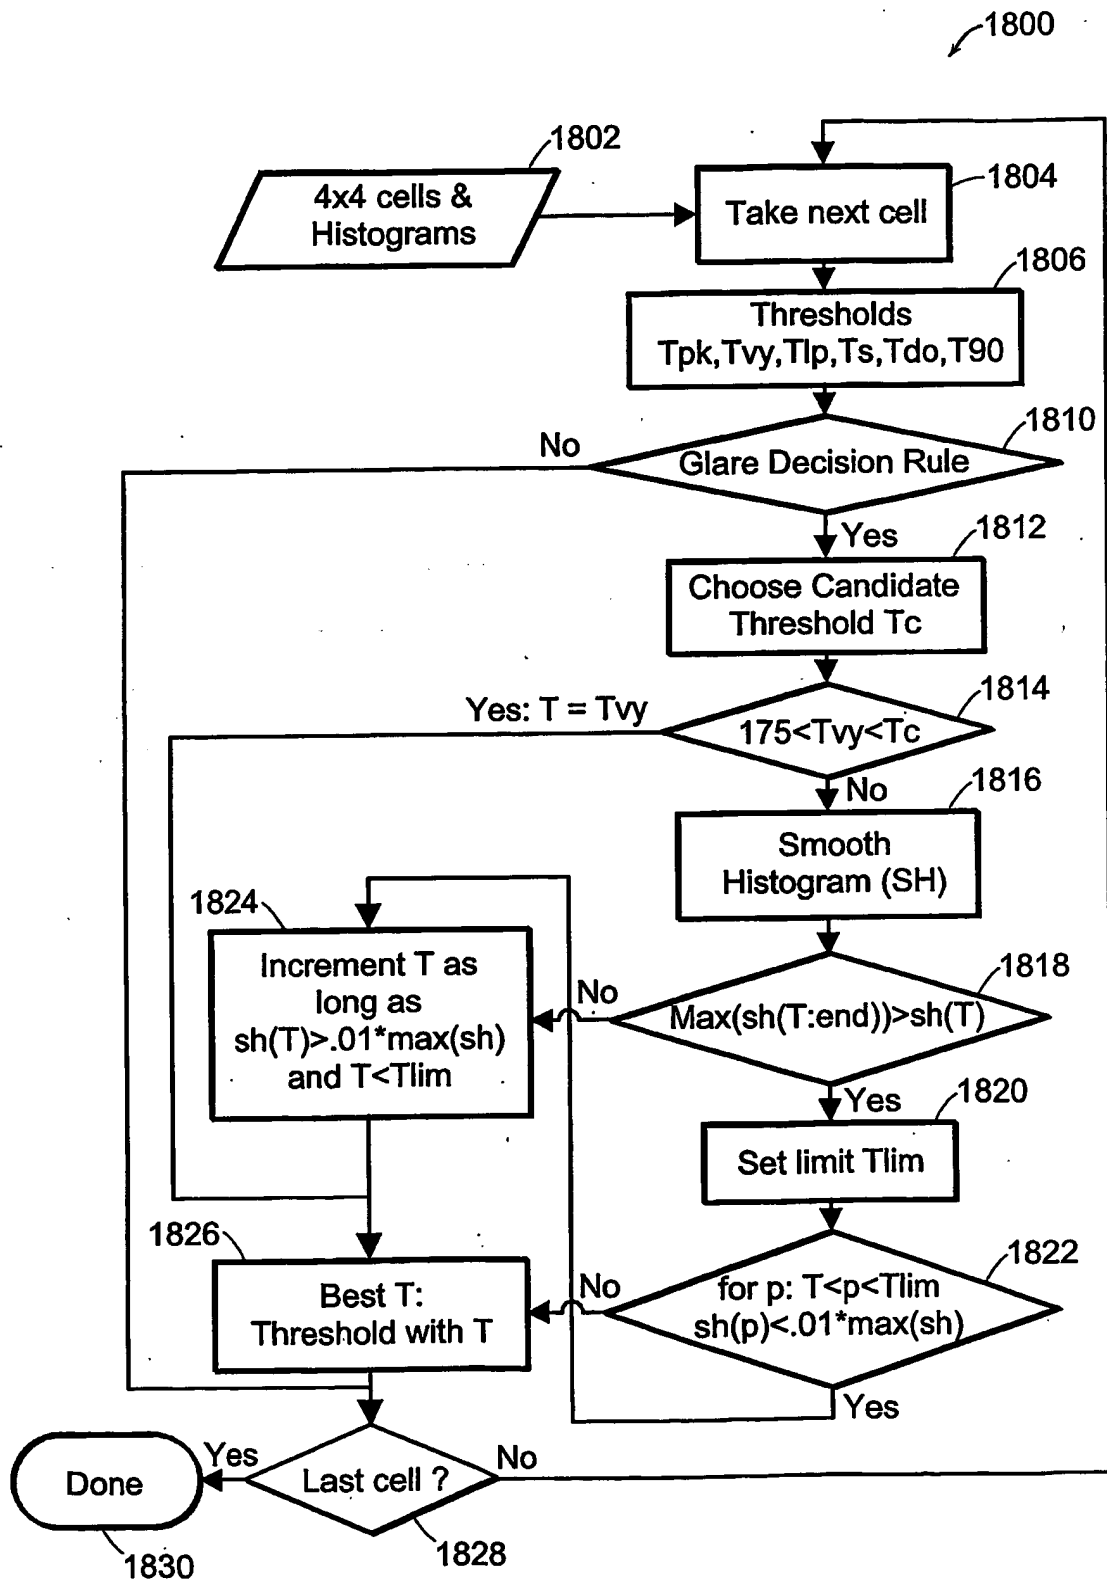 1800
1802
4x4 cells &
Histograms
1804
Take next cell
1806
Thresholds
Tpk,Tvy,Tlp,Ts,Tdo,T90
1810
No
Glare Decision Rule
Yes
1812
Choose Candidate
Threshold Tc
1814
Yes: T = Tvy
175<Tvy<Tc
No
1816
Smooth
Histogram (SH)
1824
Increment T as
long as
sh(T)>.01*max(sh)
and T<Tlim
1818
No
Max(sh(T:end))>sh(T)
Yes
1820
Set limit Tlim
1826
Best T:
Threshold with T
1822
No
for p: T<p<Tlim
sh(p)<.01*max(sh)
Yes
Yes
No
Done
Last cell ?
1828
1830